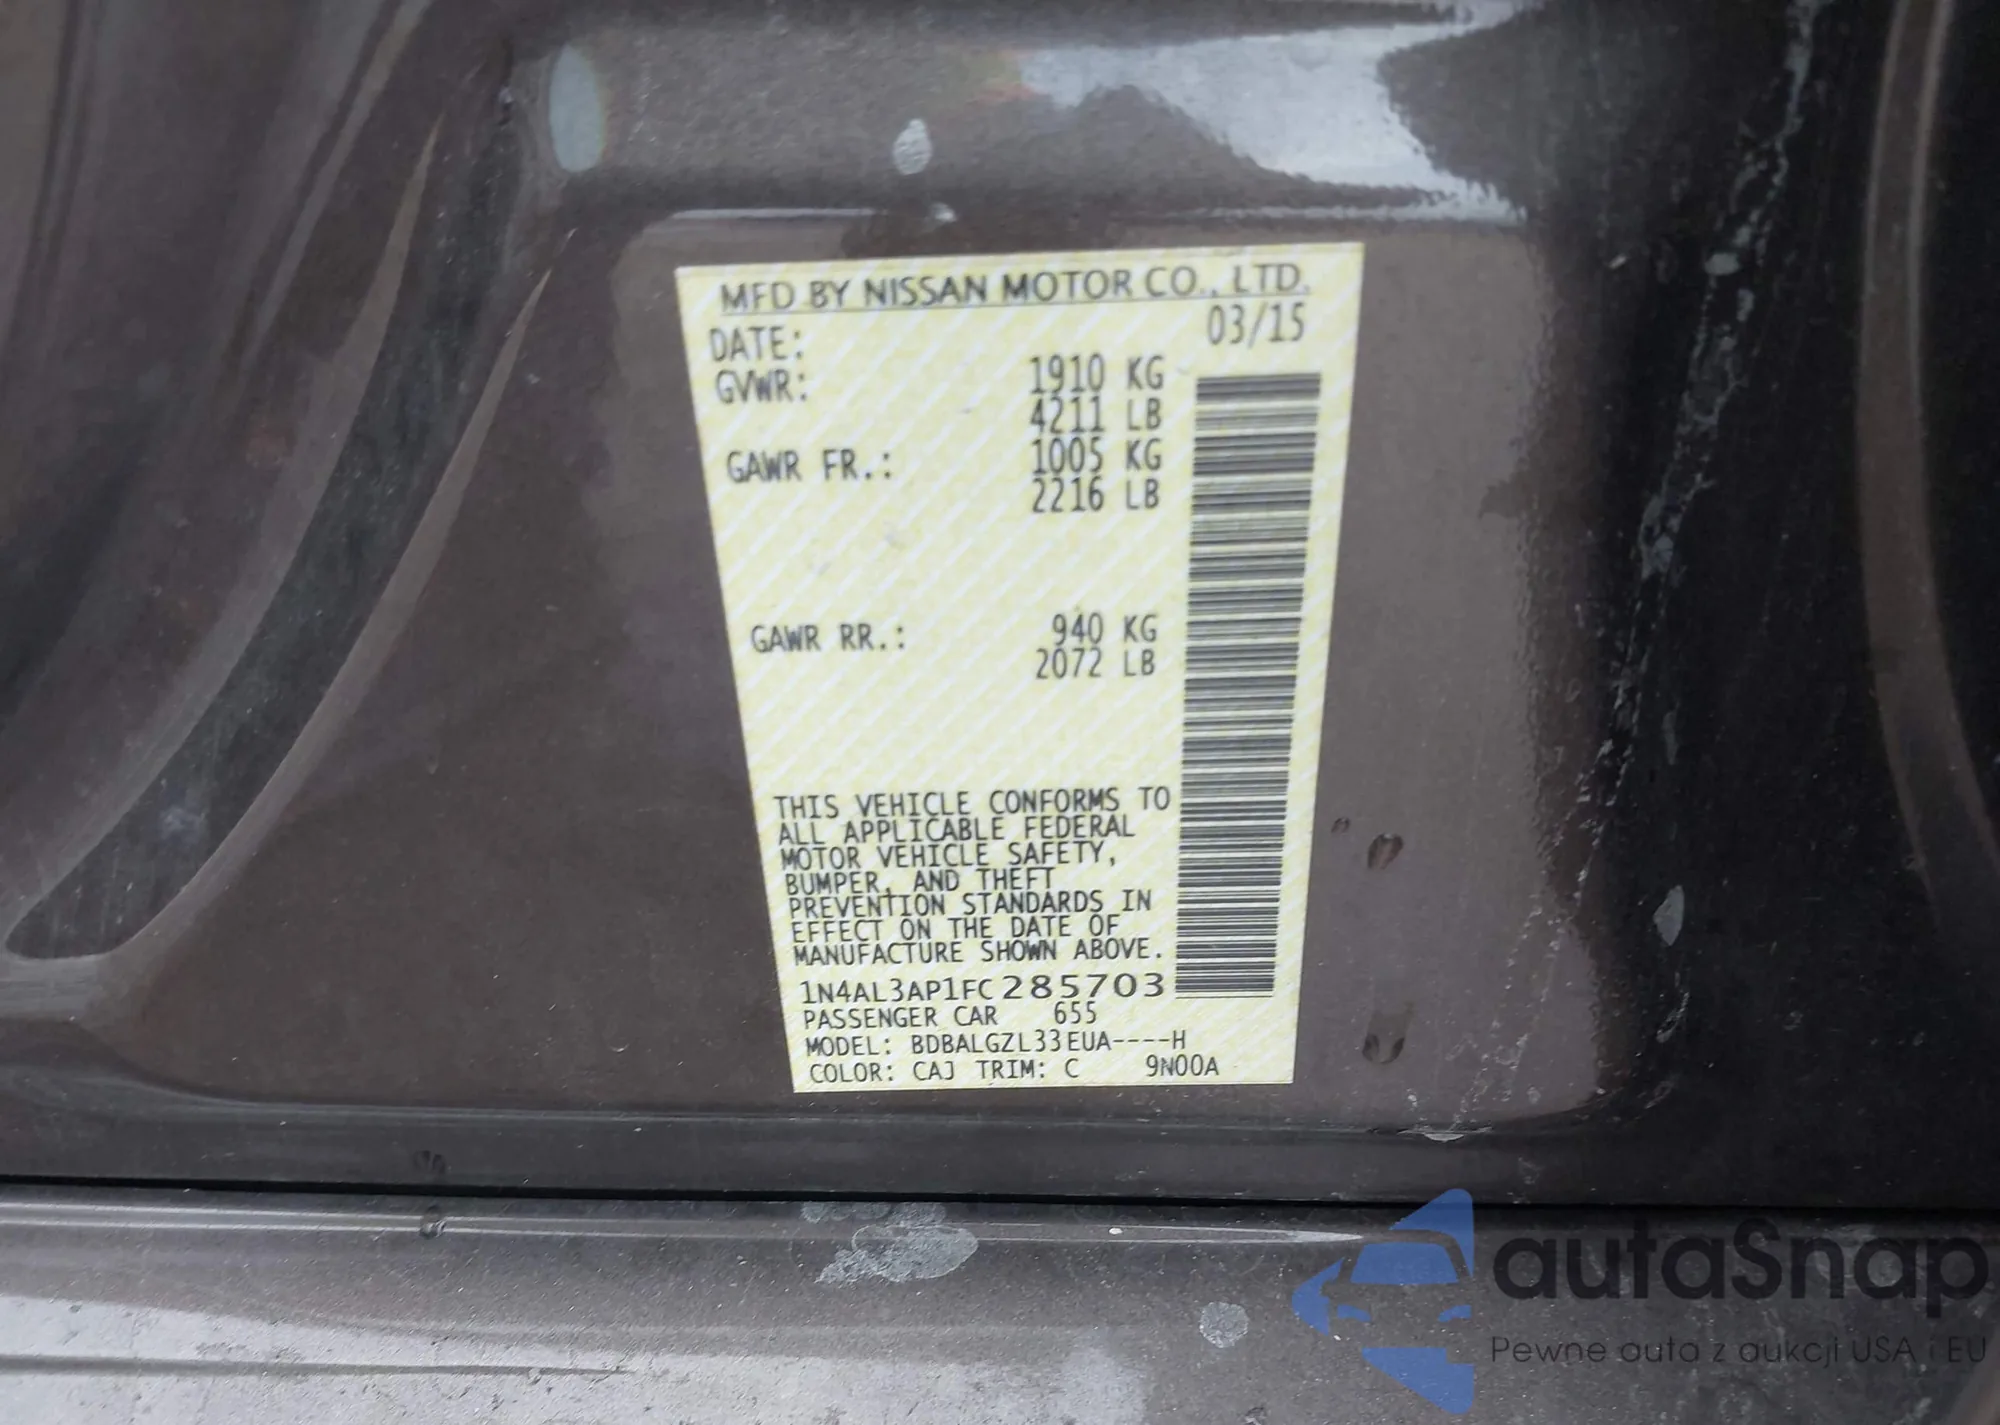 MFD BY NISSAN MOTOR CO., LTD.
DATE: 03/15
GVWR: 1910 KG
4211 LB
GAWR FR.: 1005 KG
2216 LB
GAWR RR.: 940 KG
2072 LB
THIS VEHICLE CONFORMS TO
ALL APPLICABLE FEDERAL
MOTOR VEHICLE SAFETY,
BUMPER, AND THEFT
PREVENTION STANDARDS IN
EFFECT ON THE DATE OF
MANUFACTURE SHOWN ABOVE.
1N4AL3AP1FC285703
PASSENGER CAR 655
MODEL: BDBALGZL33EUA----H
COLOR: CAJ TRIM: C 9N00A
autaSnap
Pewne auta z aukcji USA i EU